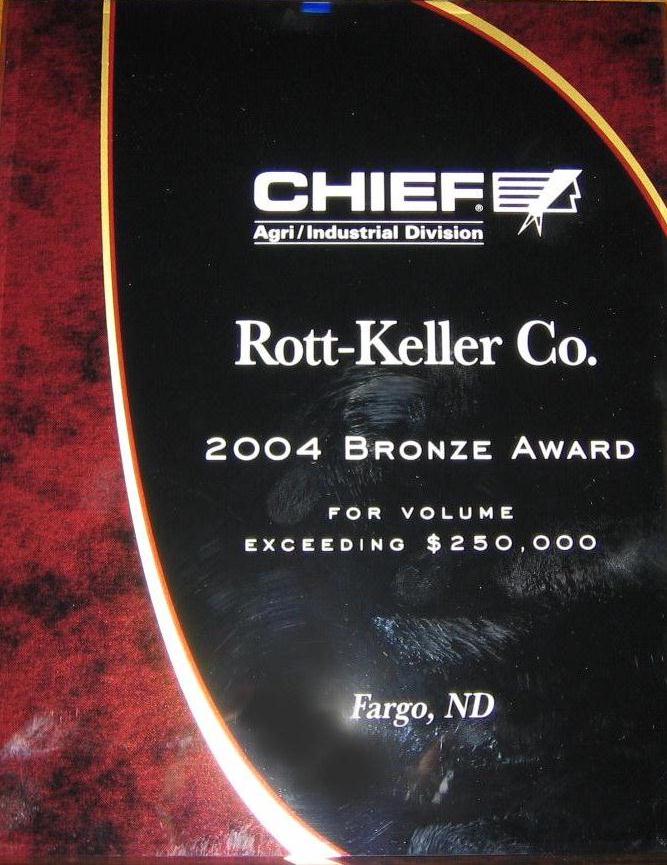 CHIEF®
Agri/Industrial Division
Rott-Keller Co.
2004 BRONZE AWARD
FOR VOLUME
EXCEEDING $250,000
Fargo, ND